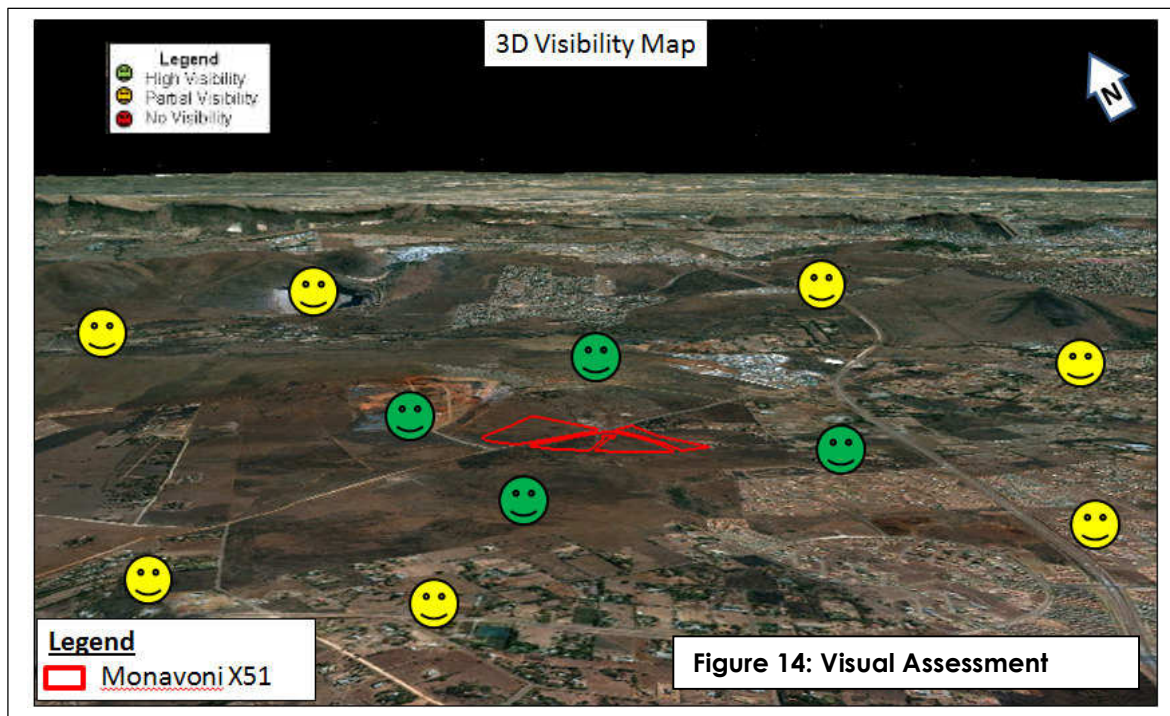 3D Visibility Map
Legend
High Visibility
Partial Visibility
No Visibility
N
Legend
Monavoni X51
Figure 14: Visual Assessment